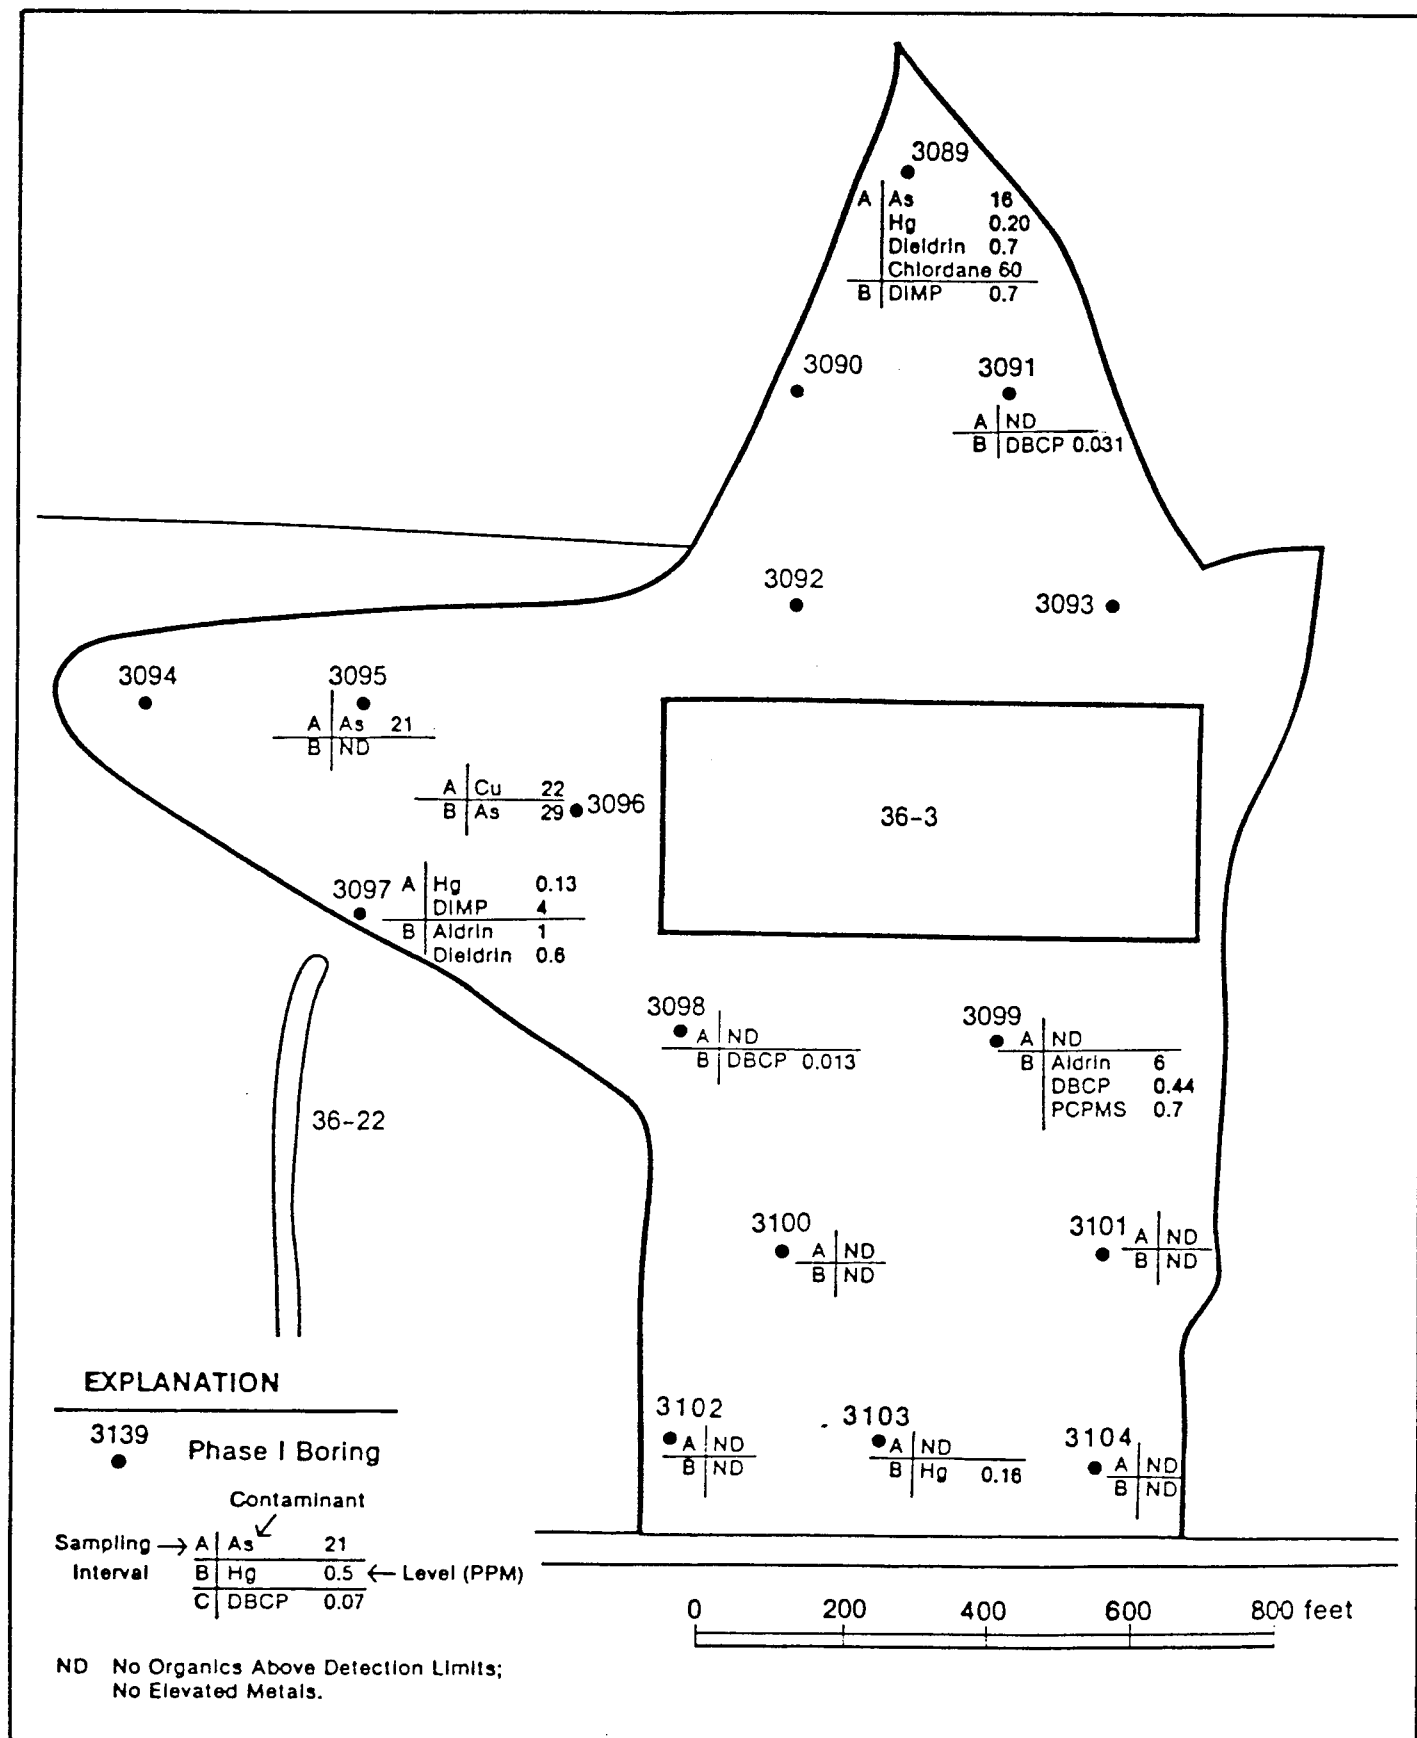 3089
A As 16
Hg 0.20
Dieldrin 0.7
Chlordane 60
B DIMP 0.7
3090
3091
A ND
B DBCP 0.031
3092
3093
3094
3095
A As 21
B ND
A Cu 22
B As 29
3096
36-3
3097
A Hg 0.13
DIMP 4
B Aldrin 1
Dieldrin 0.6
3098
A ND
B DBCP 0.013
3099
A ND
B Aldrin 6
DBCP 0.44
PCPMS 0.7
36-22
3100
A ND
B ND
3101
A ND
B ND
3102
A ND
B ND
3103
A ND
B Hg 0.16
3104
A ND
B ND
EXPLANATION
3139
Phase I Boring
Contaminant
Sampling → A As 21
Interval B Hg 0.5 ← Level (PPM)
C DBCP 0.07
0 200 400 600 800 feet
ND No Organics Above Detection Limits;
No Elevated Metals.